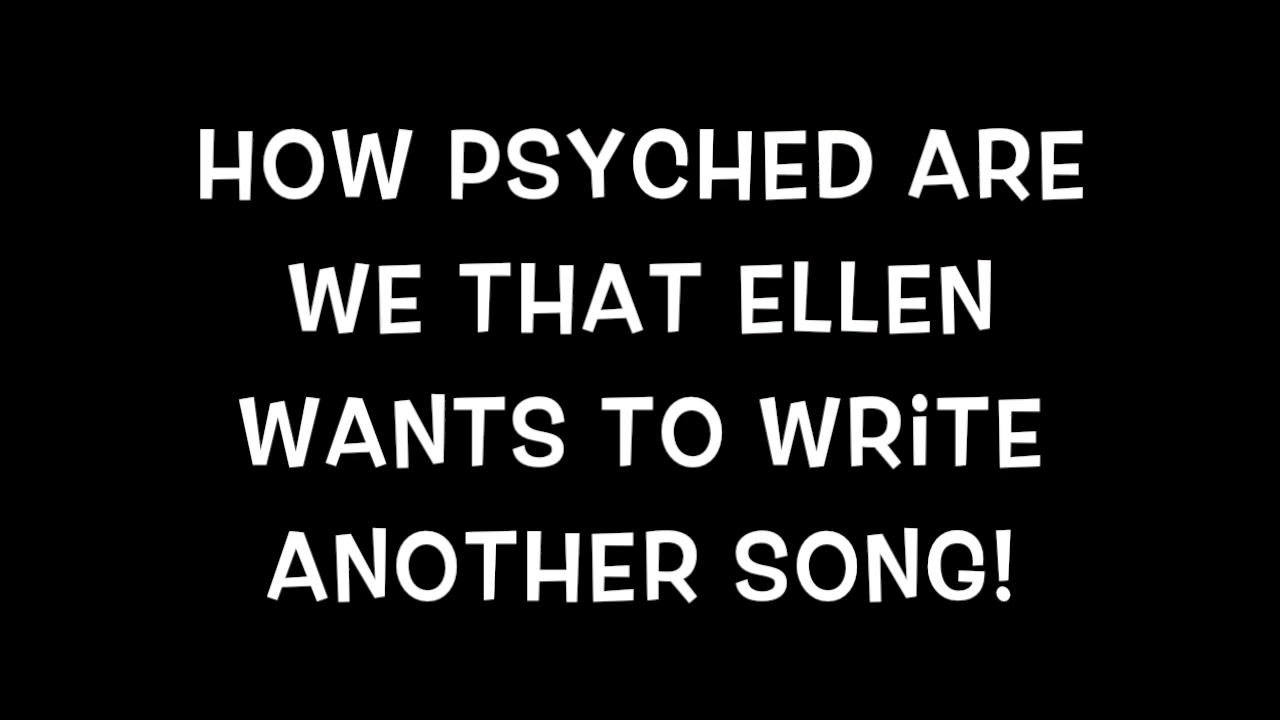 HOW PSYCHED ARE
WE THAT ELLEN
WANTS TO WRiTE
ANOTHER SONG!